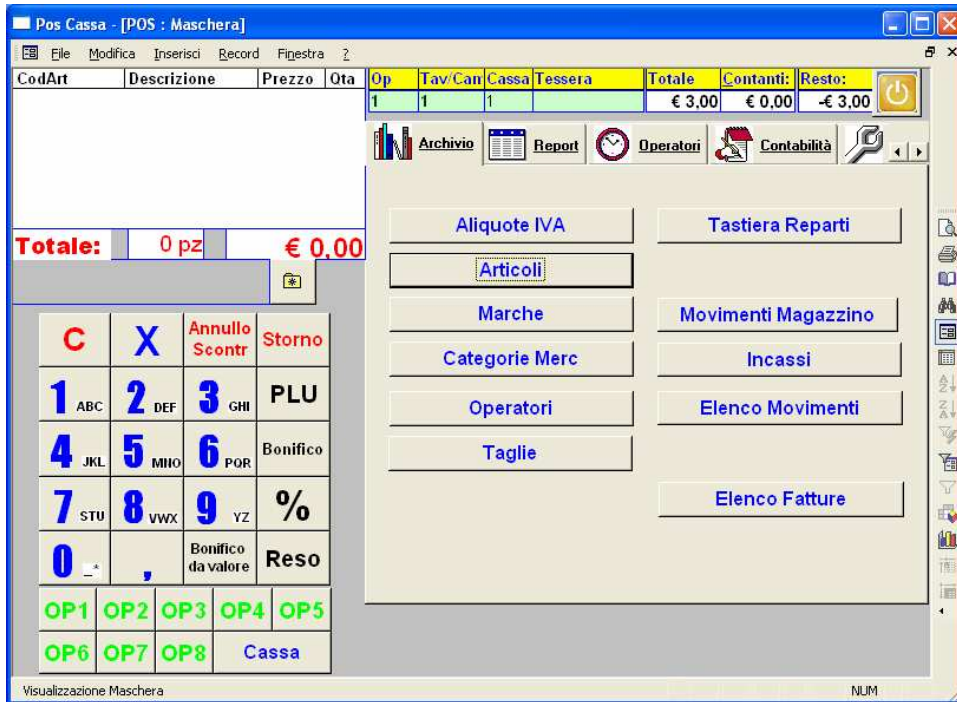 Pos Cassa - [POS : Maschera]
File Modifica Inserisci Record Finestra ?
CodArt Descrizione Prezzo Qta
Op Tav/Cam Cassa Tessera Totale Contanti: Resto:
1 1 1 € 3,00 € 0,00 -€ 3,00
Archivio Report Operatori Contabilità
Totale: 0 pz € 0,00
Aliquote IVA
Articoli
Marche
Categorie Merc
Operatori
Taglie
Tastiera Reparti
Movimenti Magazzino
Incassi
Elenco Movimenti
Elenco Fatture
C X Annullo Scontr Storno
1 ABC 2 DEF 3 GHI PLU
4 JKL 5 MNO 6 PQR Bonifico
7 STU 8 VWX 9 YZ %
0 _* , Bonifico da valore Reso
OP1 OP2 OP3 OP4 OP5
OP6 OP7 OP8 Cassa
Visualizzazione Maschera NUM